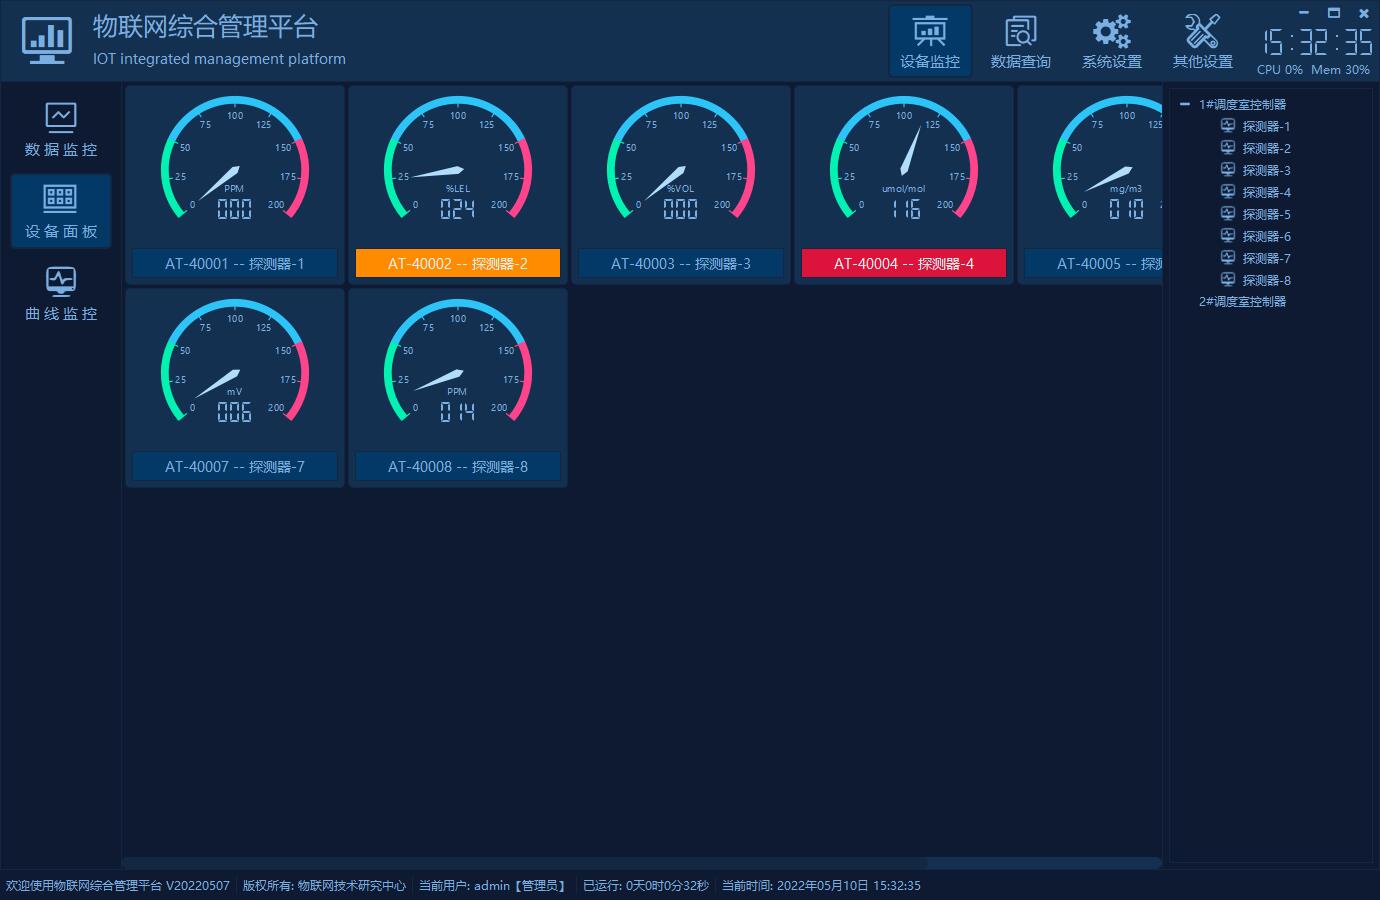 物联网综合管理平台
IOT integrated management platform
设备监控
数据查询
系统设置
其他设置
15:32:35
CPU 0% Mem 30%
数据监控
设备面板
曲线监控
0 25 50 75 100 125 150 175 200
PPM
000
AT-40001 -- 探测器-1
0 25 50 75 100 125 150 175 200
%LEL
024
AT-40002 -- 探测器-2
0 25 50 75 100 125 150 175 200
%VOL
000
AT-40003 -- 探测器-3
0 25 50 75 100 125 150 175 200
umol/mol
116
AT-40004 -- 探测器-4
0 25 50 75 100 125
mg/m3
010
AT-40005 -- 探
0 25 50 75 100 125 150 175 200
mV
006
AT-40007 -- 探测器-7
0 25 50 75 100 125 150 175 200
PPM
014
AT-40008 -- 探测器-8
1#调度室控制器
探测器-1
探测器-2
探测器-3
探测器-4
探测器-5
探测器-6
探测器-7
探测器-8
2#调度室控制器
欢迎使用物联网综合管理平台 V20220507 版权所有: 物联网技术研究中心 当前用户: admin【管理员】 已运行: 0天0时0分32秒 当前时间: 2022年05月10日 15:32:35